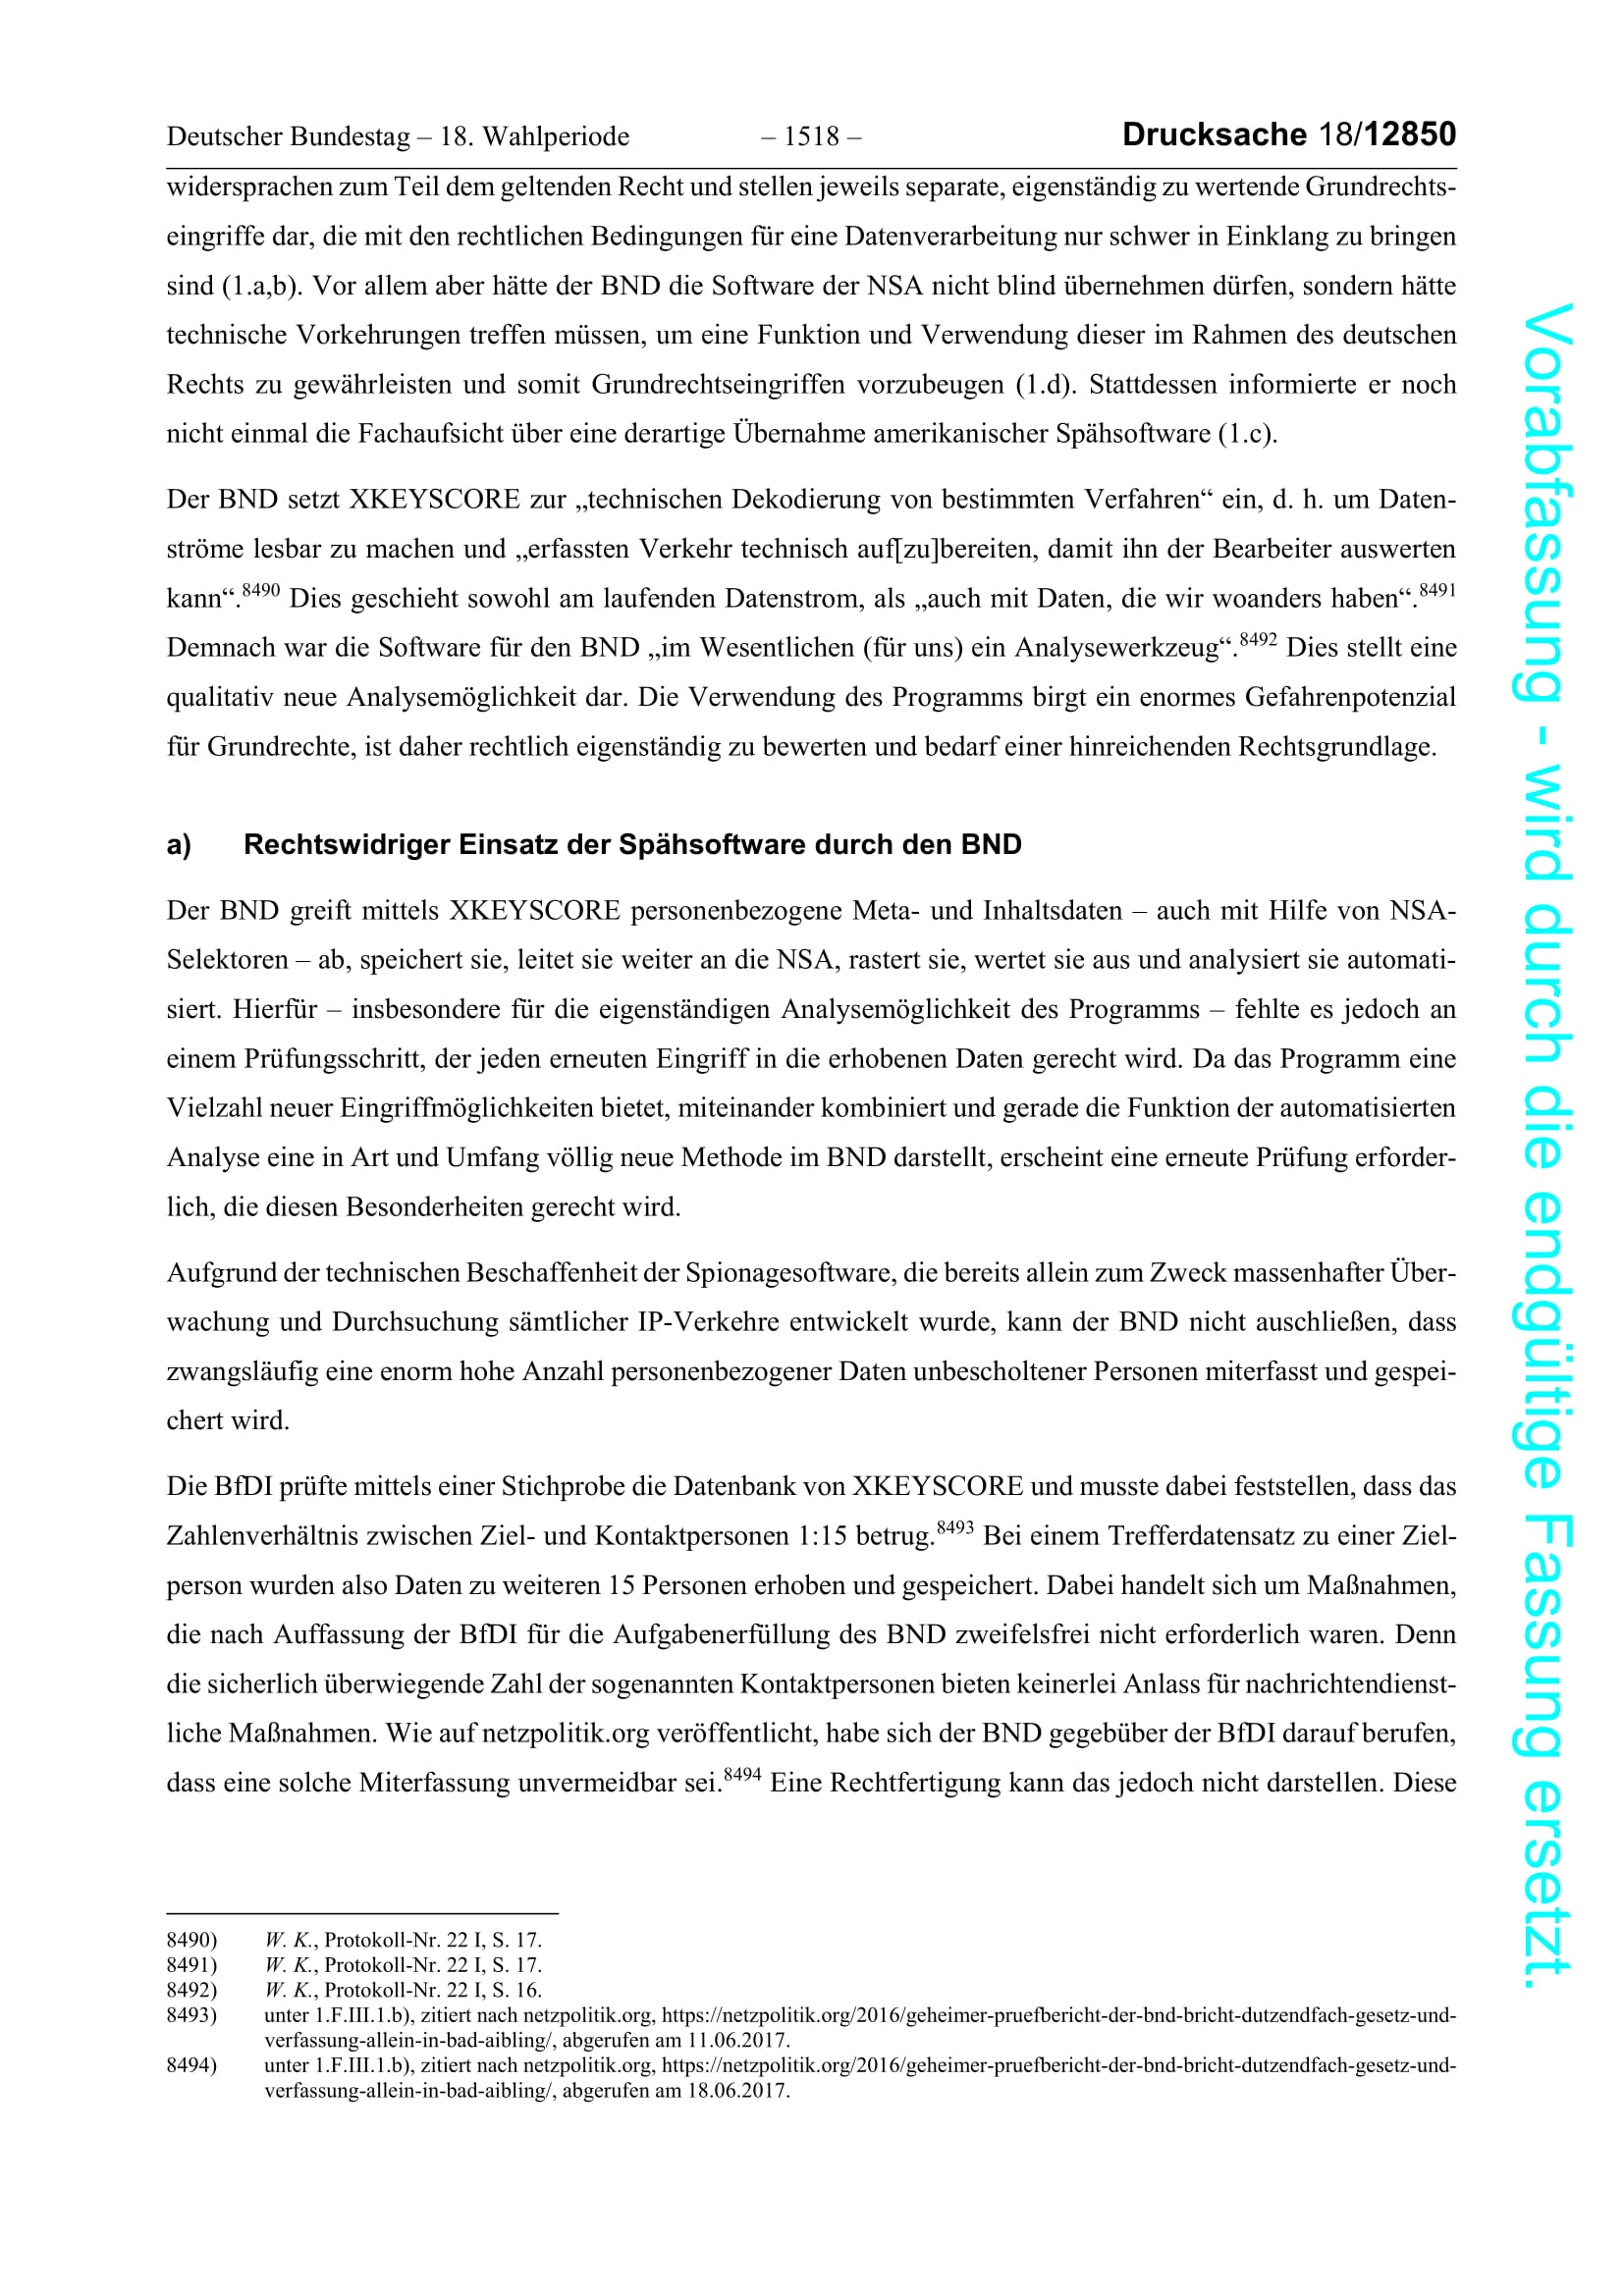 Deutscher Bundestag – 18. Wahlperiode – 1518 – Drucksache 18/12850
widersprachen zum Teil dem geltenden Recht und stellen jeweils separate, eigenständig zu wertende Grundrechts-
eingriffe dar, die mit den rechtlichen Bedingungen für eine Datenverarbeitung nur schwer in Einklang zu bringen
sind (1.a,b). Vor allem aber hätte der BND die Software der NSA nicht blind übernehmen dürfen, sondern hätte
technische Vorkehrungen treffen müssen, um eine Funktion und Verwendung dieser im Rahmen des deutschen
Rechts zu gewährleisten und somit Grundrechtseingriffen vorzubeugen (1.d). Stattdessen informierte er noch
nicht einmal die Fachaufsicht über eine derartige Übernahme amerikanischer Spähsoftware (1.c).
Der BND setzt XKEYSCORE zur „technischen Dekodierung von bestimmten Verfahren“ ein, d. h. um Daten-
ströme lesbar zu machen und „erfassten Verkehr technisch auf[zu]bereiten, damit ihn der Bearbeiter auswerten
kann“.8490 Dies geschieht sowohl am laufenden Datenstrom, als „auch mit Daten, die wir woanders haben“.8491
Demnach war die Software für den BND „im Wesentlichen (für uns) ein Analysewerkzeug“.8492 Dies stellt eine
qualitativ neue Analysemöglichkeit dar. Die Verwendung des Programms birgt ein enormes Gefahrenpotenzial
für Grundrechte, ist daher rechtlich eigenständig zu bewerten und bedarf einer hinreichenden Rechtsgrundlage.
a) Rechtswidriger Einsatz der Spähsoftware durch den BND
Der BND greift mittels XKEYSCORE personenbezogene Meta- und Inhaltsdaten – auch mit Hilfe von NSA-
Selektoren – ab, speichert sie, leitet sie weiter an die NSA, rastert sie, wertet sie aus und analysiert sie automati-
siert. Hierfür – insbesondere für die eigenständigen Analysemöglichkeit des Programms – fehlte es jedoch an
einem Prüfungsschritt, der jeden erneuten Eingriff in die erhobenen Daten gerecht wird. Da das Programm eine
Vielzahl neuer Eingriffmöglichkeiten bietet, miteinander kombiniert und gerade die Funktion der automatisierten
Analyse eine in Art und Umfang völlig neue Methode im BND darstellt, erscheint eine erneute Prüfung erforder-
lich, die diesen Besonderheiten gerecht wird.
Aufgrund der technischen Beschaffenheit der Spionagesoftware, die bereits allein zum Zweck massenhafter Über-
wachung und Durchsuchung sämtlicher IP-Verkehre entwickelt wurde, kann der BND nicht auschließen, dass
zwangsläufig eine enorm hohe Anzahl personenbezogener Daten unbescholtener Personen miterfasst und gespei-
chert wird.
Die BfDI prüfte mittels einer Stichprobe die Datenbank von XKEYSCORE und musste dabei feststellen, dass das
Zahlenverhältnis zwischen Ziel- und Kontaktpersonen 1:15 betrug.8493 Bei einem Trefferdatensatz zu einer Ziel-
person wurden also Daten zu weiteren 15 Personen erhoben und gespeichert. Dabei handelt sich um Maßnahmen,
die nach Auffassung der BfDI für die Aufgabenerfüllung des BND zweifelsfrei nicht erforderlich waren. Denn
die sicherlich überwiegende Zahl der sogenannten Kontaktpersonen bieten keinerlei Anlass für nachrichtendienst-
liche Maßnahmen. Wie auf netzpolitik.org veröffentlicht, habe sich der BND gegebüber der BfDI darauf berufen,
dass eine solche Miterfassung unvermeidbar sei.8494 Eine Rechtfertigung kann das jedoch nicht darstellen. Diese
8490) W. K., Protokoll-Nr. 22 I, S. 17.
8491) W. K., Protokoll-Nr. 22 I, S. 17.
8492) W. K., Protokoll-Nr. 22 I, S. 16.
8493) unter 1.F.III.1.b), zitiert nach netzpolitik.org, https://netzpolitik.org/2016/geheimer-pruefbericht-der-bnd-bricht-dutzendfach-gesetz-und-
verfassung-allein-in-bad-aibling/, abgerufen am 11.06.2017.
8494) unter 1.F.III.1.b), zitiert nach netzpolitik.org, https://netzpolitik.org/2016/geheimer-pruefbericht-der-bnd-bricht-dutzendfach-gesetz-und-
verfassung-allein-in-bad-aibling/, abgerufen am 18.06.2017.
Vorabfassung - wird durch die endgültige Fassung ersetzt.